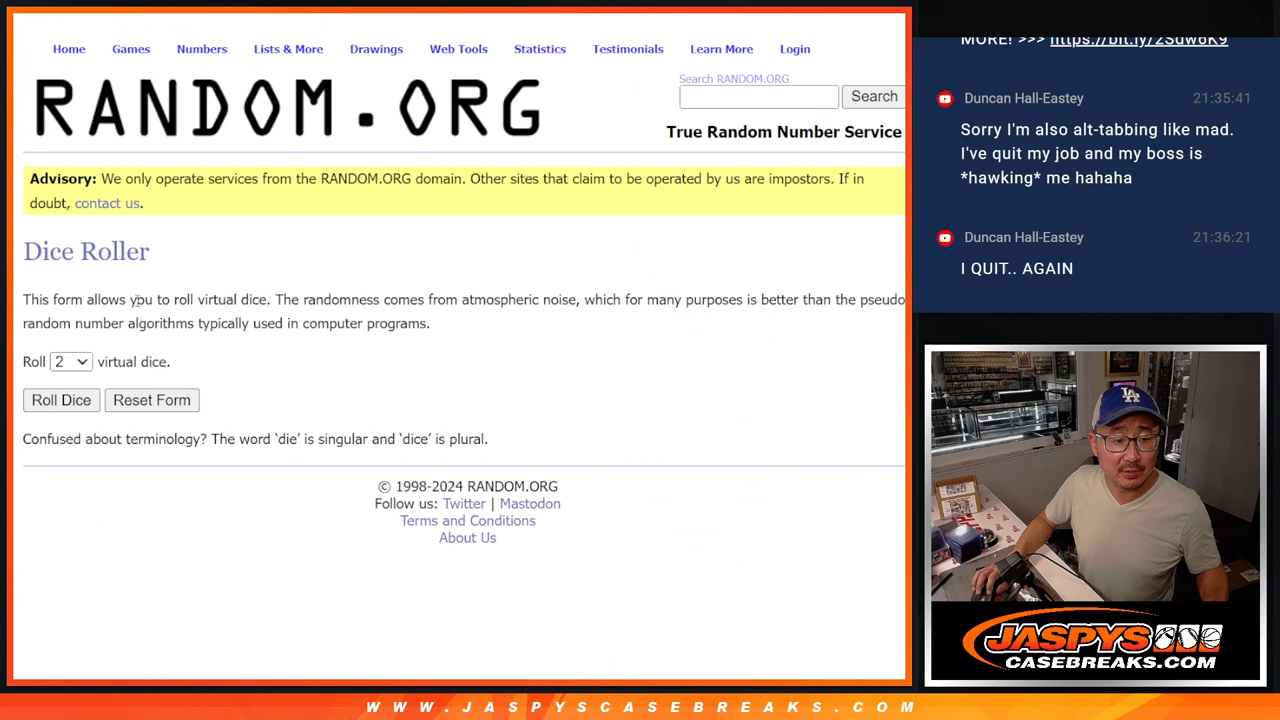 Home Games Numbers Lists & More Drawings Web Tools Statistics Testimonials Learn More Login
RANDOM.ORG
Search RANDOM.ORG
Search
True Random Number Service
Advisory: We only operate services from the RANDOM.ORG domain. Other sites that claim to be operated by us are impostors. If in
doubt, contact us.
Dice Roller
This form allows you to roll virtual dice. The randomness comes from atmospheric noise, which for many purposes is better than the pseudo
random number algorithms typically used in computer programs.
Roll 2 virtual dice.
Roll Dice Reset Form
Confused about terminology? The word ‘die’ is singular and ‘dice’ is plural.
© 1998-2024 RANDOM.ORG
Follow us: Twitter | Mastodon
Terms and Conditions
About Us
MORE! >>> https://bit.ly/2Sdw6K9
Duncan Hall-Eastey 21:35:41
Sorry I'm also alt-tabbing like mad.
I've quit my job and my boss is
*hawking* me hahaha
Duncan Hall-Eastey 21:36:21
I QUIT.. AGAIN
LA
JASPYS
CASEBREAKS.COM
WWW.JASPYSCASEBREAKS.COM